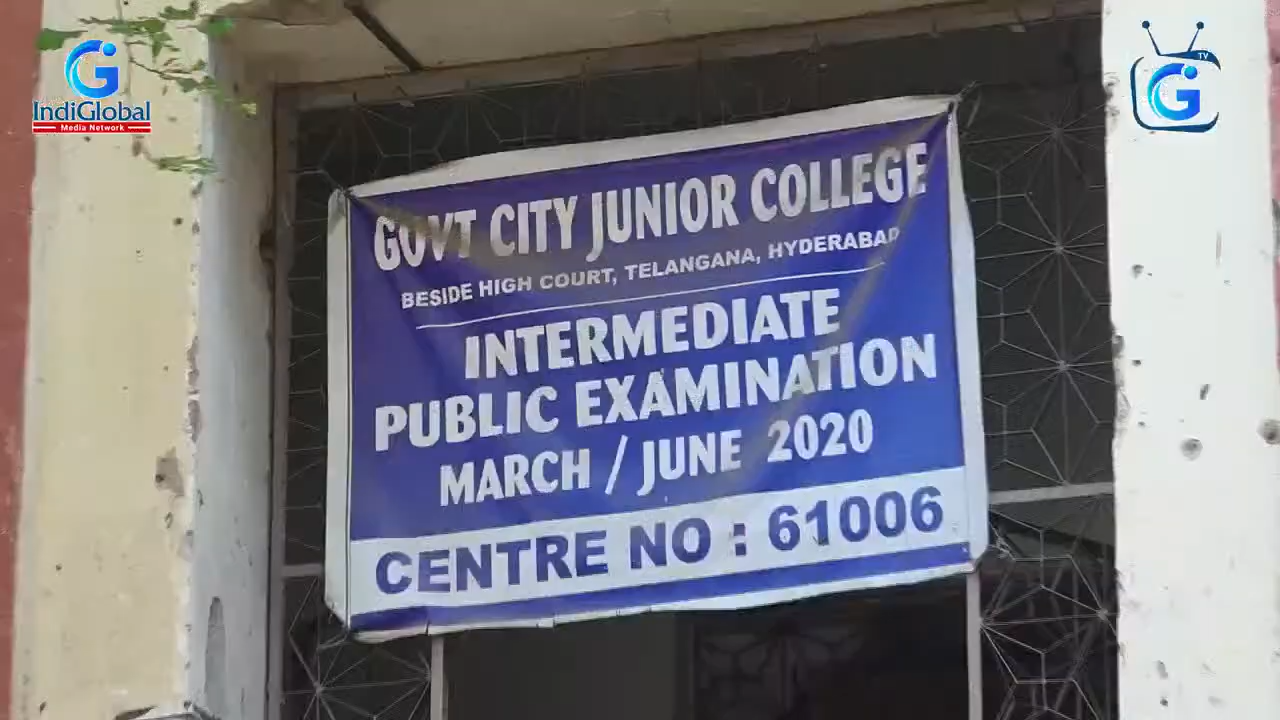 IndiGlobal
Media Network
TV
GOVT CITY JUNIOR COLLEGE
BESIDE HIGH COURT, TELANGANA, HYDERABAD
INTERMEDIATE
PUBLIC EXAMINATION
MARCH / JUNE 2020
CENTRE NO : 61006